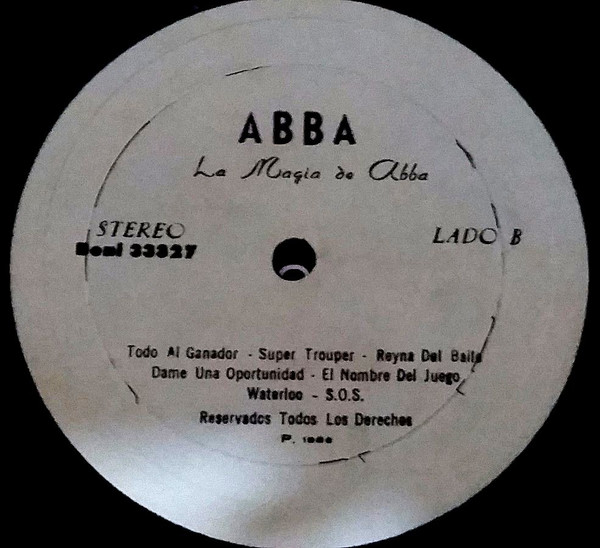 ABBA
La Magia de Abba
STEREO
33327
LADO B
Todo Al Ganador - Super Trouper - Reyna Del Baile
Dame Una Oportunidad - El Nombre Del Juego
Waterloo - S.O.S.
Reservados Todos Los Derechos
P.